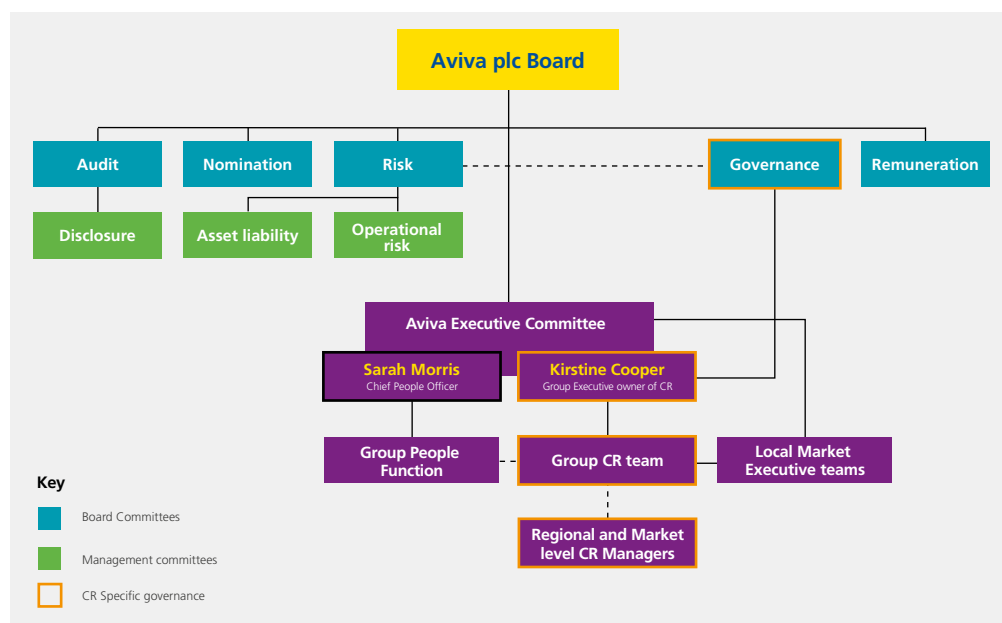 Aviva plc Board
Audit
Nomination
Risk
Governance
Remuneration
Disclosure
Asset liability
Operational
risk
Aviva Executive Committee
Sarah Morris
Chief People Officer
Kirstine Cooper
Group Executive owner of CR
Group People
Function
Group CR team
Local Market
Executive teams
Regional and Market
level CR Managers
Key
Board Committees
Management committees
CR Specific governance